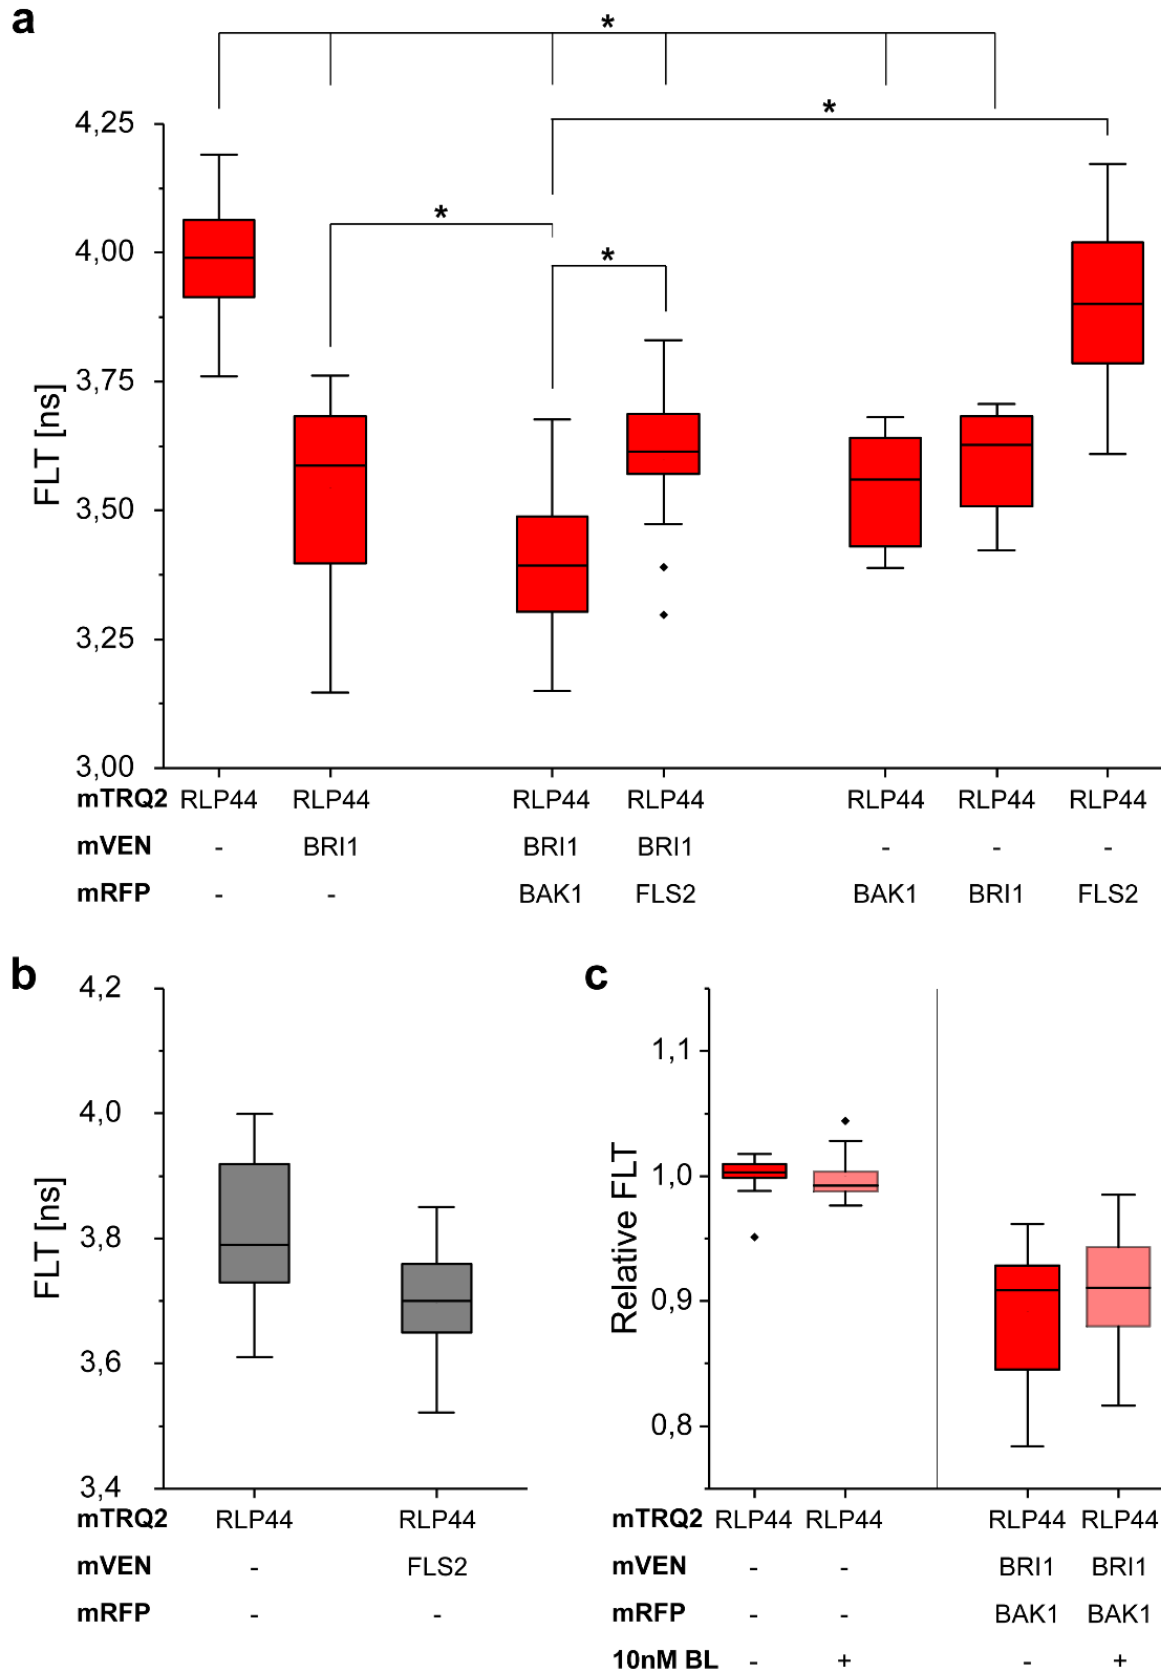 a
*
*
*
*
4,25
4,00
3,75
3,50
3,25
3,00
FLT [ns]
mTRQ2 RLP44 RLP44 RLP44 RLP44 RLP44 RLP44 RLP44
mVEN - BRI1 BRI1 BRI1 - - -
mRFP - - BAK1 FLS2 BAK1 BRI1 FLS2
b
4,2
4,0
3,8
3,6
3,4
FLT [ns]
mTRQ2 RLP44 RLP44
mVEN - FLS2
mRFP - -
c
1,1
1,0
0,9
0,8
Relative FLT
mTRQ2 RLP44 RLP44 RLP44 RLP44
mVEN - - BRI1 BRI1
mRFP - - BAK1 BAK1
10nM BL - + - +